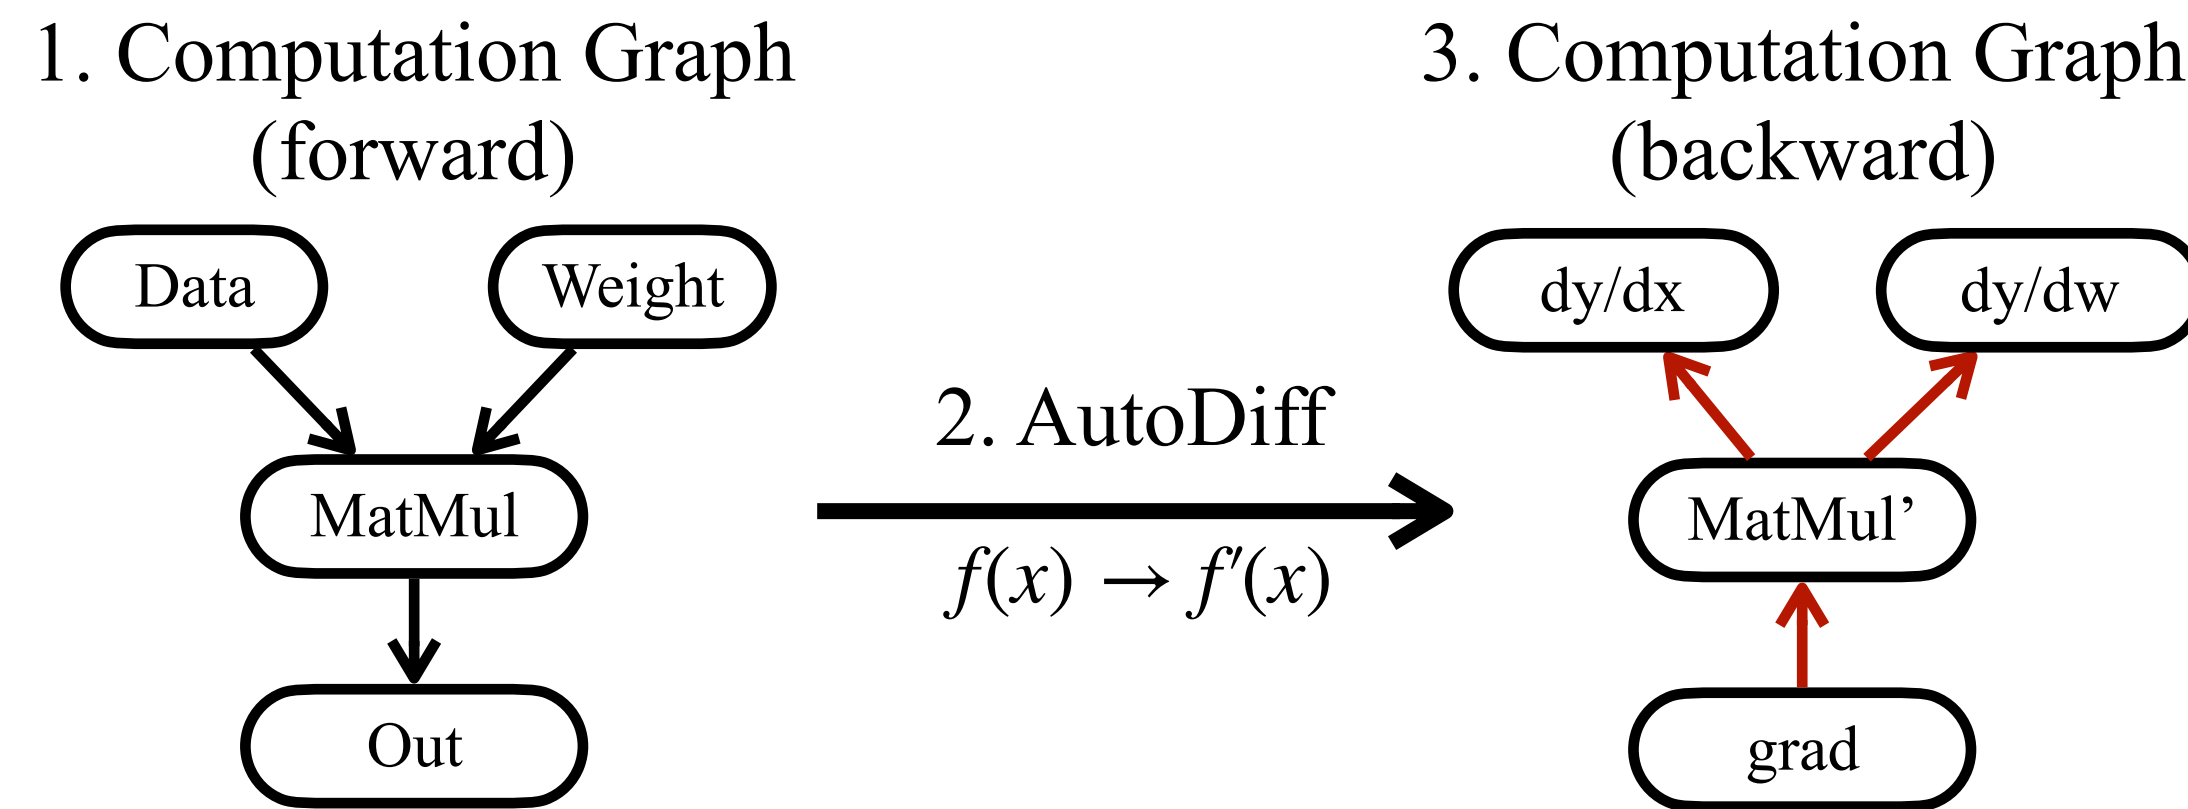 1. Computation Graph
(forward)
Data
Weight
MatMul
Out
2. AutoDiff
f(x) → f′(x)
3. Computation Graph
(backward)
dy/dx
dy/dw
MatMul’
grad